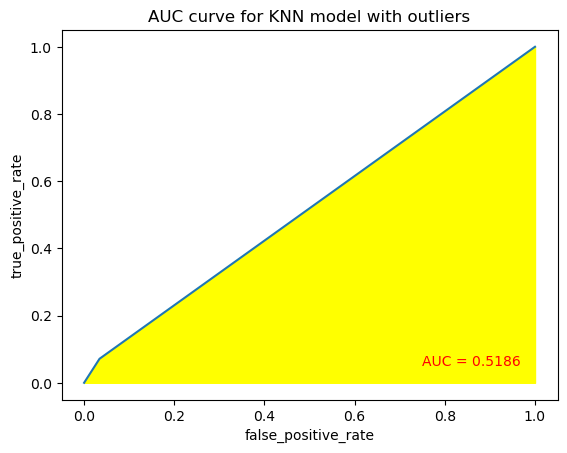 AUC curve for KNN model with outliers
1.0
0.8
0.6
0.4
0.2
0.0
true_positive_rate
AUC = 0.5186
0.0 0.2 0.4 0.6 0.8 1.0
false_positive_rate